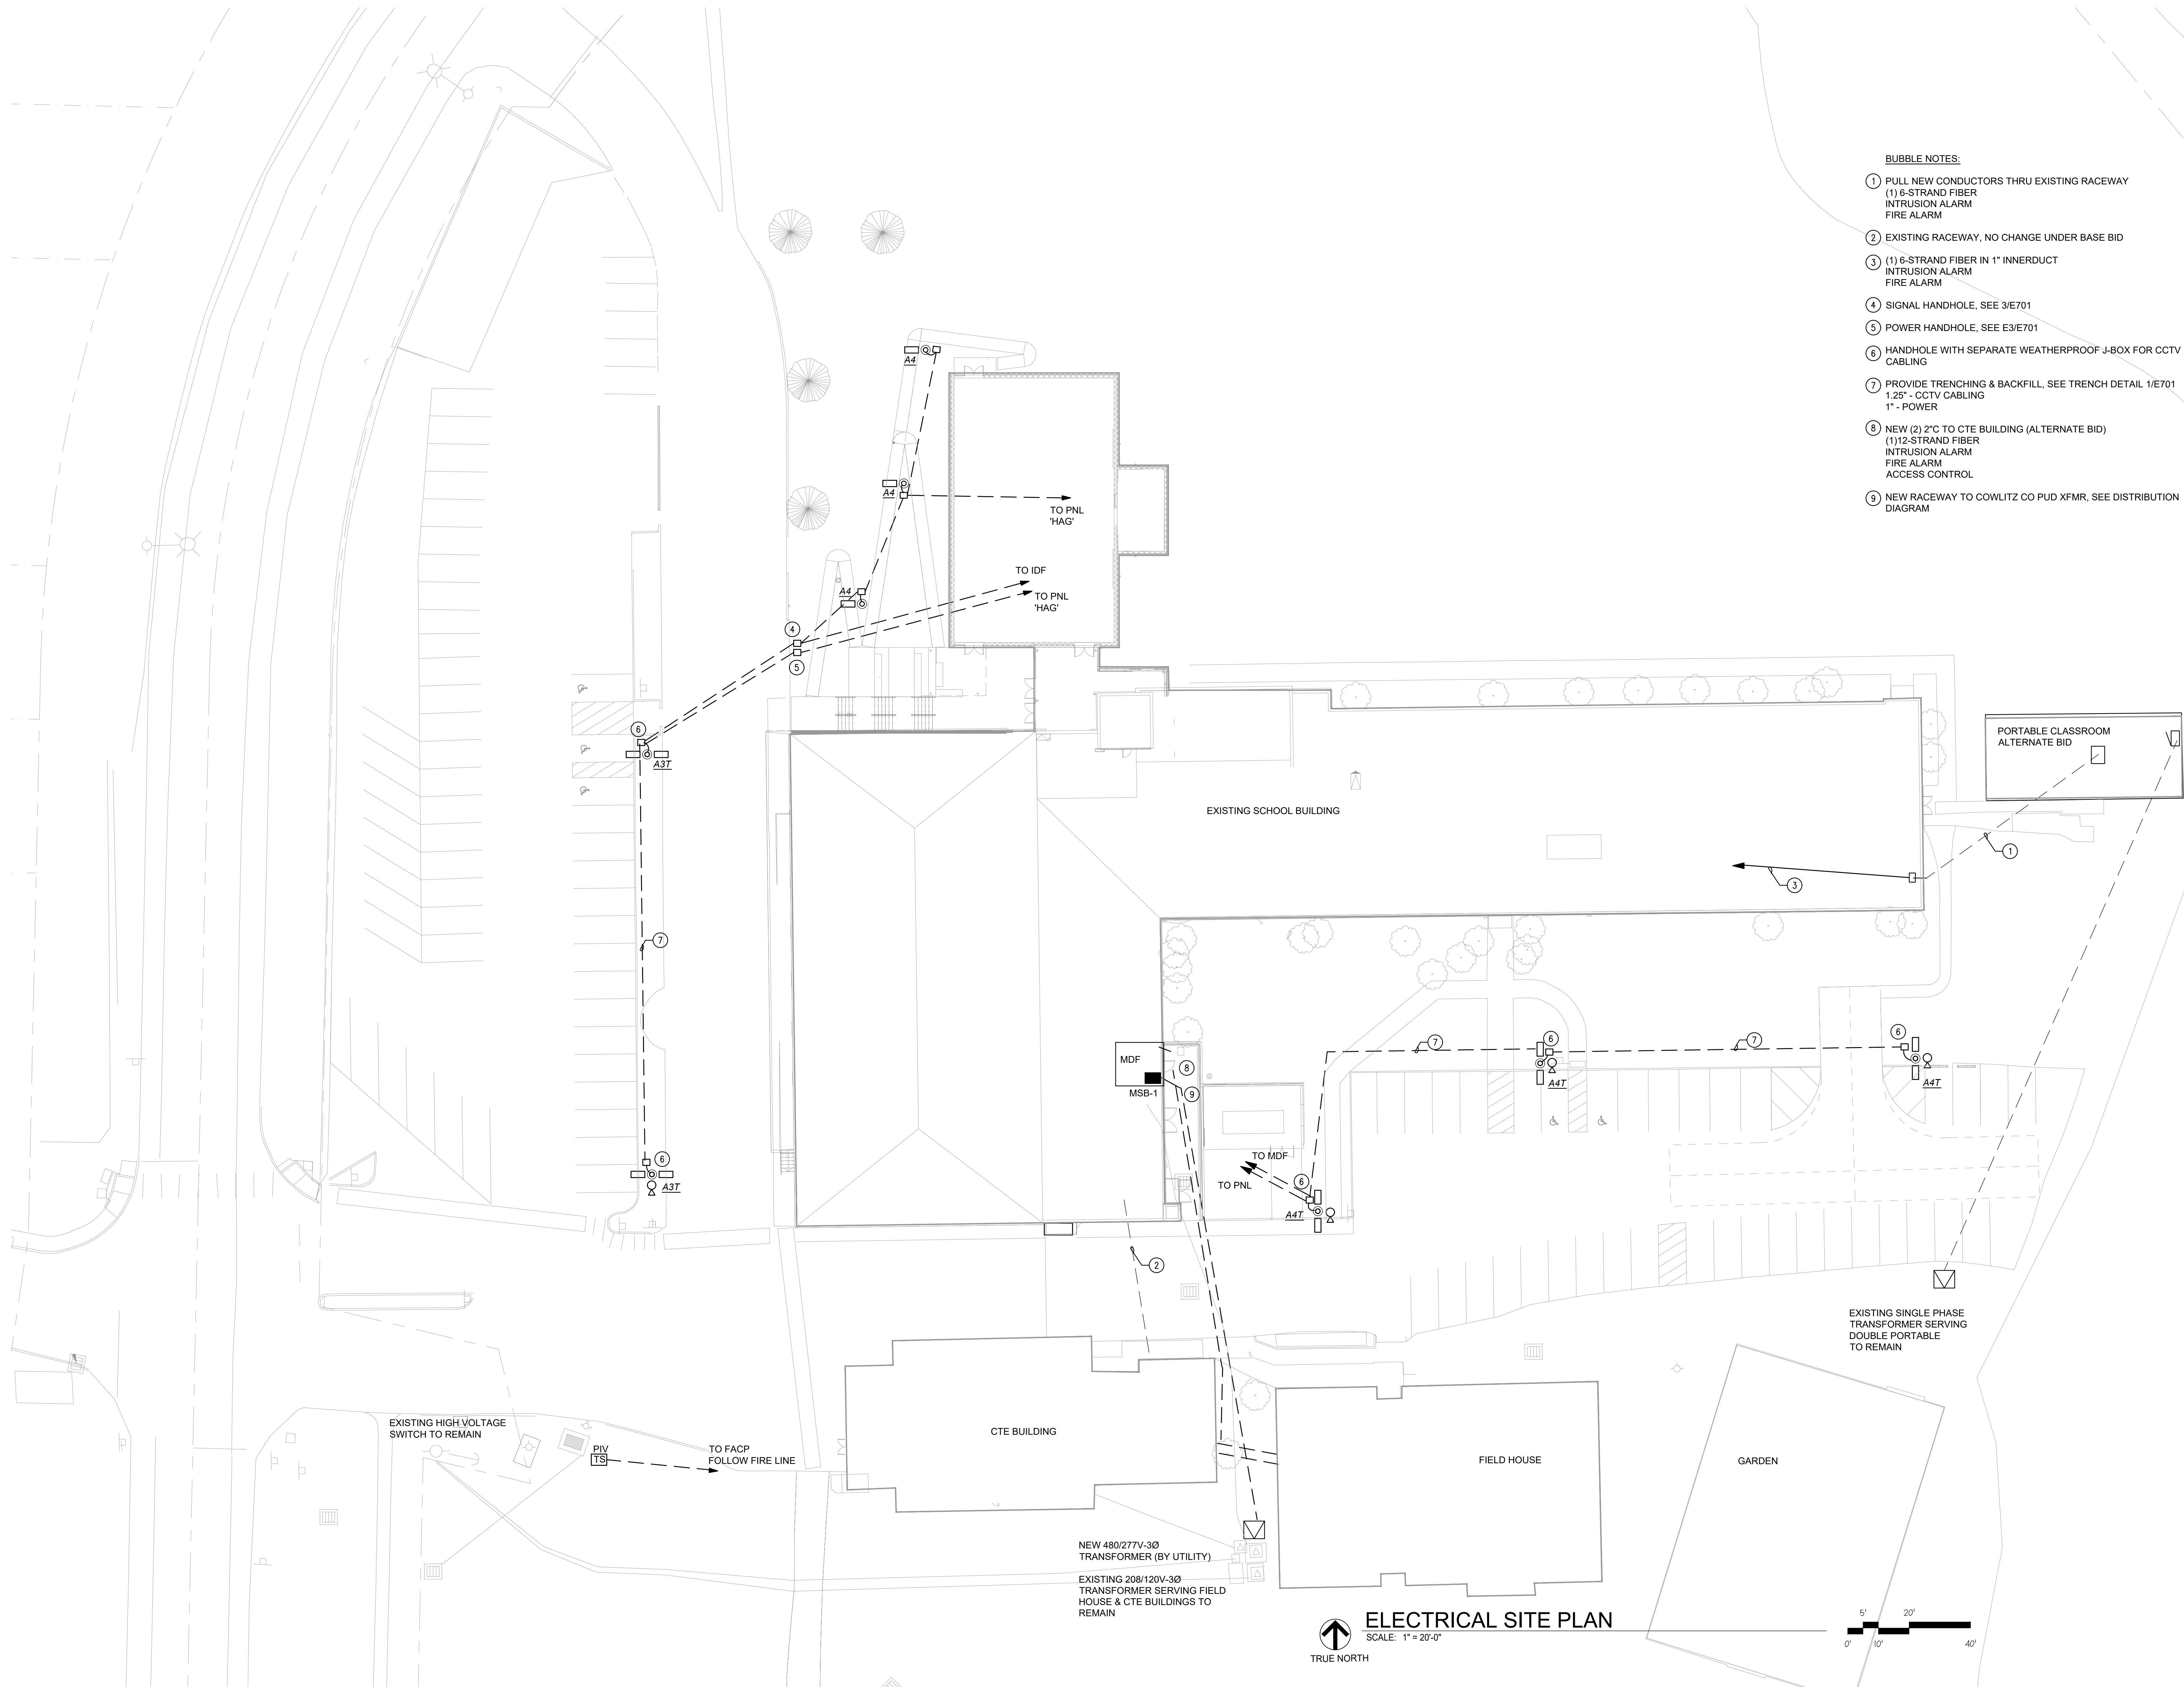 BUBBLE NOTES:
1 PULL NEW CONDUCTORS THRU EXISTING RACEWAY
(1) 6-STRAND FIBER
INTRUSION ALARM
FIRE ALARM
2 EXISTING RACEWAY, NO CHANGE UNDER BASE BID
3 (1) 6-STRAND FIBER IN 1" INNERDUCT
INTRUSION ALARM
FIRE ALARM
4 SIGNAL HANDHOLE, SEE 3/E701
5 POWER HANDHOLE, SEE E3/E701
6 HANDHOLE WITH SEPARATE WEATHERPROOF J-BOX FOR CCTV
CABLING
7 PROVIDE TRENCHING & BACKFILL, SEE TRENCH DETAIL 1/E701
1.25" - CCTV CABLING
1" - POWER
8 NEW (2) 2"C TO CTE BUILDING (ALTERNATE BID)
(1)12-STRAND FIBER
INTRUSION ALARM
FIRE ALARM
ACCESS CONTROL
9 NEW RACEWAY TO COWLITZ CO PUD XFMR, SEE DISTRIBUTION
DIAGRAM
A4
A4
TO PNL
'HAG'
TO IDF
A4
TO PNL
'HAG'
4
5
6
A3T
PORTABLE CLASSROOM
ALTERNATE BID
EXISTING SCHOOL BUILDING
1
3
7
7
6
7
6
MDF
8
A4T
A4T
MSB-1
9
TO MDF
6
A3T
TO PNL
6
A4T
2
EXISTING SINGLE PHASE
TRANSFORMER SERVING
DOUBLE PORTABLE
TO REMAIN
EXISTING HIGH VOLTAGE
SWITCH TO REMAIN
PIV
TS
TO FACP
FOLLOW FIRE LINE
CTE BUILDING
FIELD HOUSE
GARDEN
NEW 480/277V-3Ø
TRANSFORMER (BY UTILITY)
EXISTING 208/120V-3Ø
TRANSFORMER SERVING FIELD
HOUSE & CTE BUILDINGS TO
REMAIN
ELECTRICAL SITE PLAN
SCALE: 1" = 20'-0"
TRUE NORTH
5' 20'
0' 10' 40'